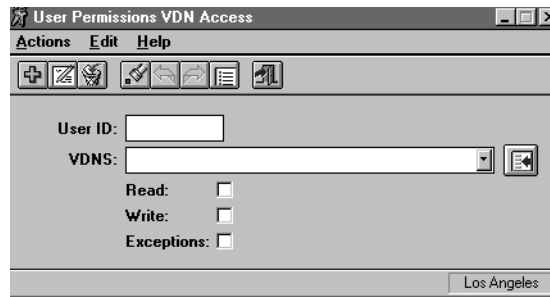 User Permissions VDN Access
Actions Edit Help
User ID:
VDNS:
Read:
Write:
Exceptions:
Los Angeles